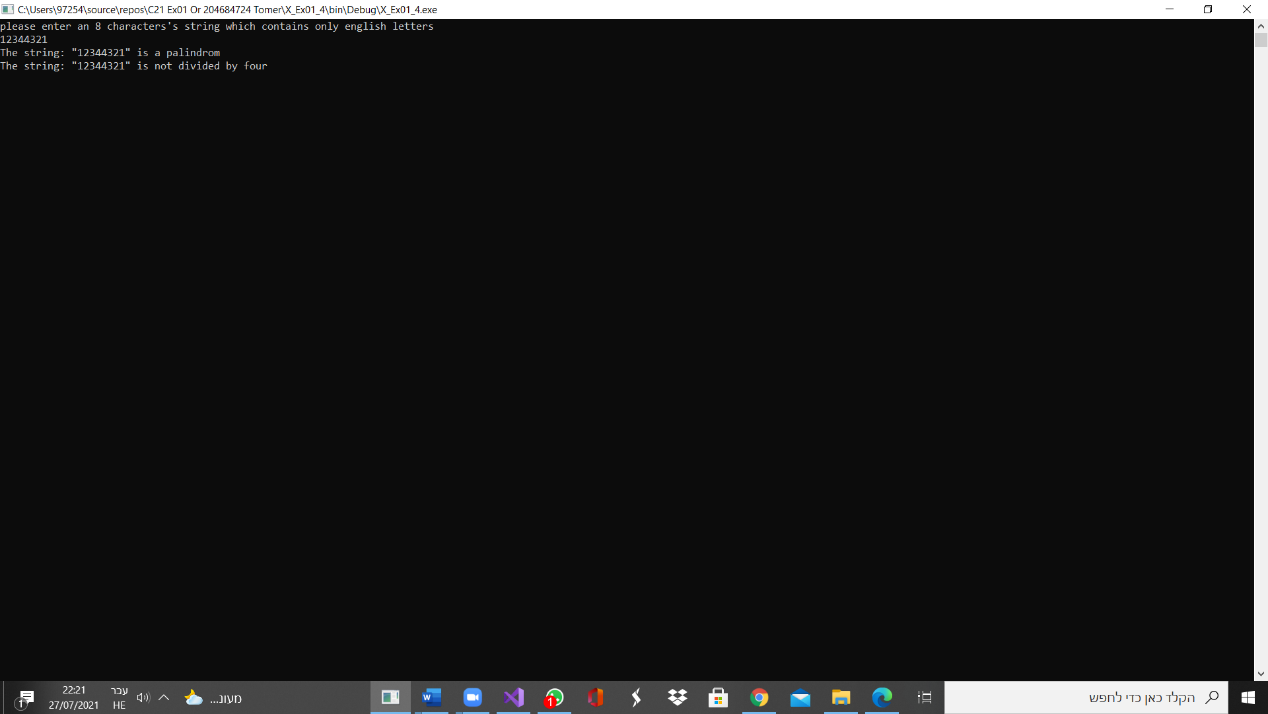 C:\Users\97254\source\repos\C21 Ex01 Or 204684724 Tomer\X_Ex01_4\bin\Debug\X_Ex01_4.exe
please enter an 8 characters's string which contains only english letters
12344321
The string: "12344321" is a palindrom
The string: "12344321" is not divided by four
1
22:21
27/07/2021
עבר
HE
מעונ...
W
1
הקלד כאן כדי לחפש